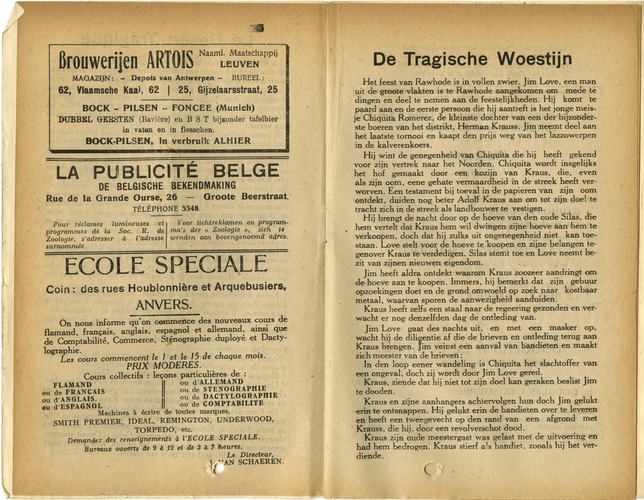 Brouwerijen ARTOIS Naaml. Maatschappij
LEUVEN
MAGAZIJN: - Depots van Antwerpen - BUREEL:
62, Vlaamsche Kaai, 62 | 25, Gijzelaarsstraat, 25
BOCK - PILSEN - FONCEE (Munich)
DUBBEL GERSTEN (Bavière) en B S T bijzonder tafelbier
in vaten en in flesschen.
BOCK-PILSEN, in verbruik ALHIER
LA PUBLICITÉ BELGE
DE BELGISCHE BEKENDMAKING
Rue de la Grande Ourse, 26 — Groote Beerstraat.
TÉLÉPHONE 5348.
Pour réclames lumineuses et
programmes de la Soc. R. de
Zoologie, s'adresser à l'adresse
surnommée.
Voor lichtreklamen en program-
ma's der « Zoologie », zich te
wenden aan bovengenoemd adres.
ECOLE SPECIALE
Coin : des rues Houblonnière et Arquebusiers,
ANVERS.
On nous informe qu'on commence des nouveaux cours de
flamand, français, anglais, espagnol et allemand, ainsi que
de Comptabilité, Commerce, Sténographie duployé et Dacty-
lographie.
Les cours commencent le 1 et le 15 de chaque mois.
PRIX MODERES.
Cours collectifs : leçons particulières de :
FLAMAND
ou de FRANCAIS
ou d'ANGLAIS.
ou d'ESPAGNOL
ou d'ALLEMAND
ou de STENOGRAPHIE
ou de DACTYLOGRAPHIE
ou de COMPTABILITE
Machines à écrire de toutes marques.
SMITH PREMIER, IDEAL, REMINGTON, UNDERWOOD,
TORPEDO, etc.
Demandez des renseignements à l'ECOLE SPECIALE.
Bureaux ouverts de 9 à 12 et de 3 à 7 heures.
Le Directeur,
VAN SCHAEREN.
De Tragische Woestijn
Het feest van Rawhode is in vollen zwier. Jim Love, een man
uit de groote vlakten is te Rawhode aangekomen om mede te
dingen en deel te nemen aan de feestelijkheden. Hij komt te
paard aan en de eerste persoon die hij aantreft is het jonge meis-
je Chiquita Romerez, de kleinste dochter van een der bijzonder-
ste boeren van het distrikt, Herman Krauss. Jim neemt deel aan
het laatste tornooi en kaapt den prijs weg van het lazzowerpen
in de kalverenkoers.
Hij wint de genegenheid van Chiquita die hij heeft gekend
voor zijn vertrek naar het Noorden. Chiquita wordt insgelijks
het hof gemaakt door een kozijn van Kraus, die, even
als zijn oom, eene gehate vermaardheid in de streek heeft ver-
worven. Een testament bij toeval in de papieren van zijn oom
ontdekt, duiden nog beter Adolf Kraus aan om tot zijn doel te
tracht zich in de streek als landbouwer te vestigen.
Hij brengt de nacht door op de hoeve van den oude Silas, die
hem vertelt dat Kraus hem wil dwingen zijne hoeve aan hem te
verkoopen, doch dat hij zulks uit ongenegenheid niet kan toe-
staan. Love stelt voor de hoeve te koopen en zijne belangen te-
genover Kraus te verdedigen. Silas stemt toe en Love neemt be-
zit van zijnen nieuwen eigendom.
Jim heeft aldra ontdekt waarom Kraus zoozeer aandringt om
de hoeve aan te koopen. Immers, hij bemerkt dat zijn gebuur
opzoekingen doet en de grond omwoeld op zoek naar kostbaar
metaal, waarvan sporen de aanwezigheid aanduiden.
Kraus heeft zelfs een staal naar de regeering gezonden en ver-
wacht er nog denzelfden dag de ontleding van.
Jim Love gaat des nachts uit, en met een masker op,
wacht hij de diligentie af die de brieven en ontleding terug aan
Kraus brengen. Jim veinst een aanval van bandieten en maakt
zich meester van de brieven :
In den loop eener wandeling is Chiquita het slachtoffer van
een ongeval, doch zij wordt door Jim Love gered.
Kraus, ziende dat hij niet tot zijn doel kan geraken beslist Jim
te dooden.
Kraus en zijne aanhangers achtervolgen hun doch Jim gelukt
erin te ontsnappen. Hij gelukt erin de bandieten over te leveren
en heeft een tweegevecht op den rand van een afgrond met
Krauss, die hij, door een revolverschot dood.
Kraus zijn oude meestergast was gelast met de uitvoering en
had hem bedrogen. Kraus stierf als bandiet, zooals hij het ver-
diende.